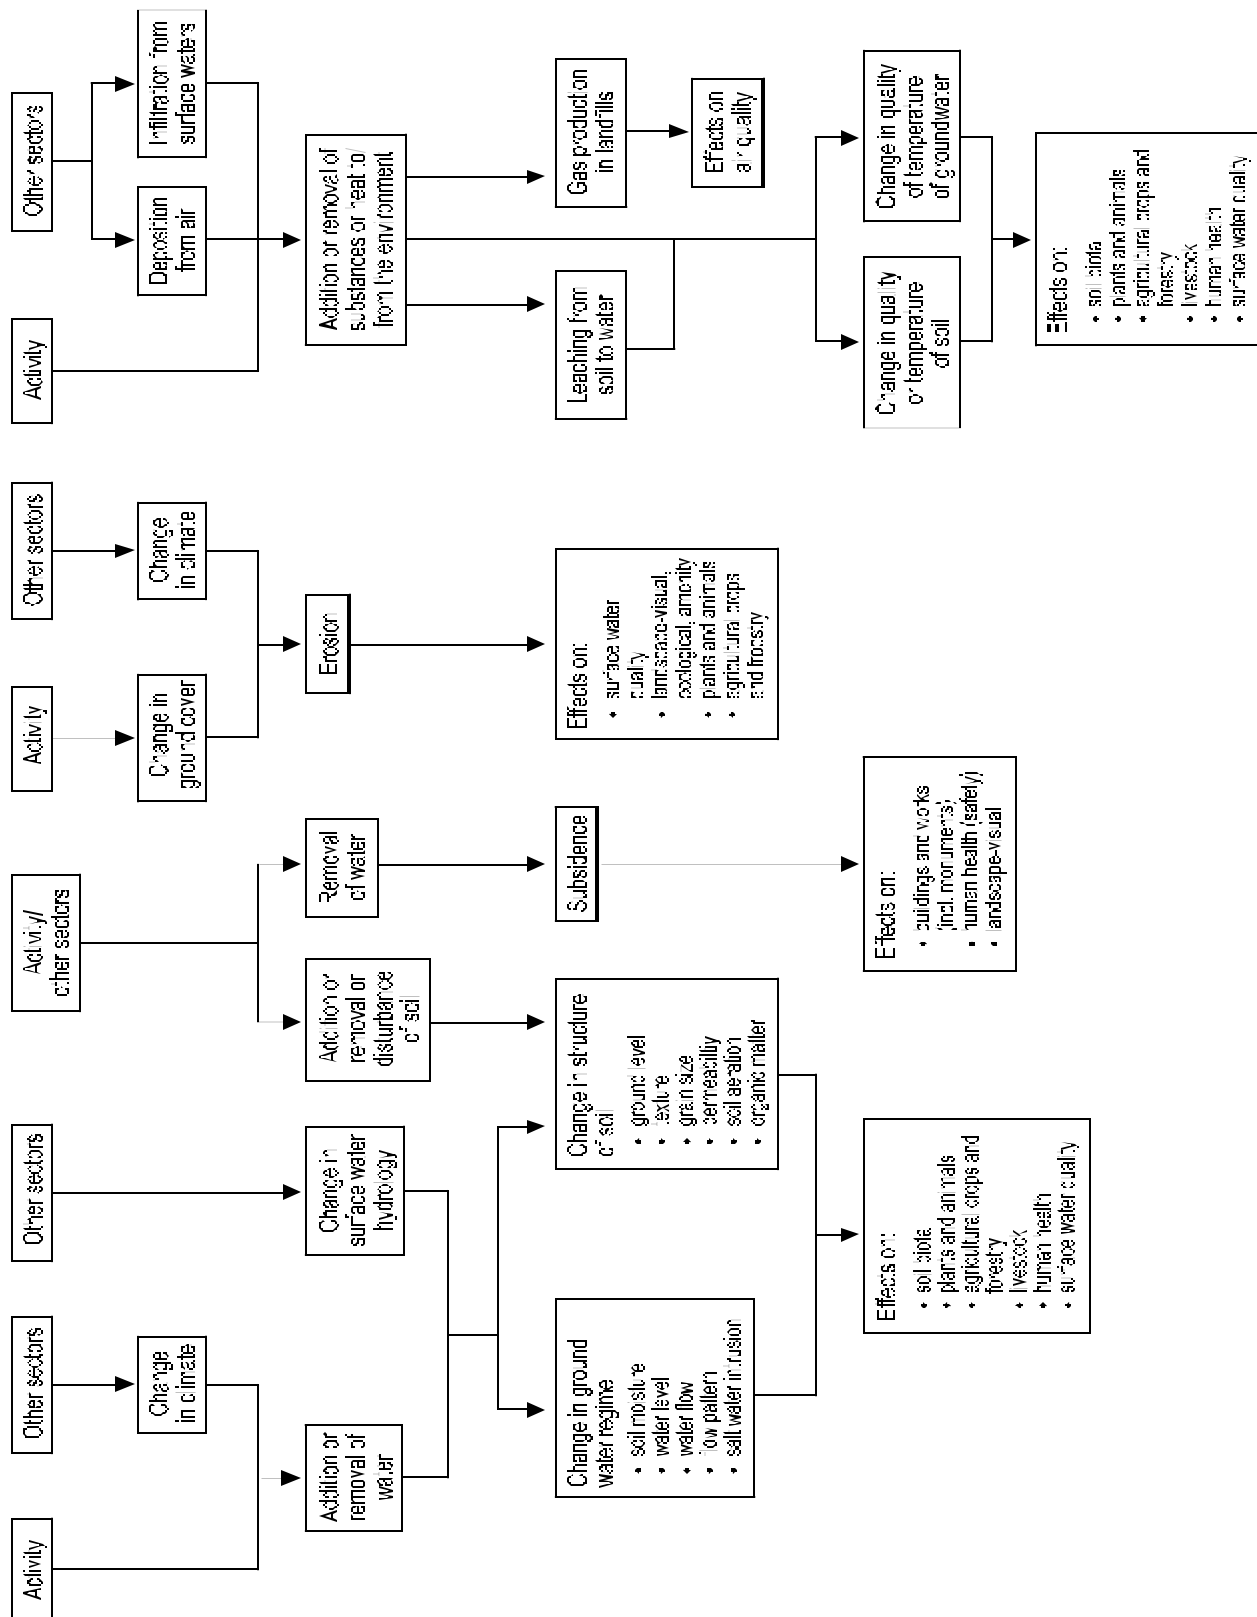 Activity
Other sectors
Other sectors
Activity/
other sectors
Activity
Other sectors
Activity
Other sectors
Change
in climate
Change in
ground cover
Change
in climate
Deposition
from air
Infiltration from
surface waters
Addition or
removal of
water
Change in
surface water
hydrology
Addition or
removal or
disturbance
of soil
Removal
of water
Erosion
Addition or removal of
substances or heat to/
from the environment
Change in ground
water regime
• soil moisture
• water level
• water flow
• flow pattern
• salt water intrusion
Change in structure
of soil
• ground level
• texture
• grain size
• permeability
• soil aeration
• organic matter
Subsidence
Effects on:
• surface water
quality
• landscape-visual,
ecological, amenity
• plants and animals
• agricultural crops
and
Leaching from
soil to water
Gas production
in landfills
Effects on
air quality
Effects on:
• soil biota
• plants and animals
• agricultural crops and
forestry
• livestock
• human health
• surface water quality
Effects on:
• buildings and works
(incl. monuments)
• human health (safety)
• landscape-visual
Change in quality
or temperature
of soil
Change in quality
of temperature
of groundwater
Effects on:
• soil biota
• plants and animals
• agricultural crops and
forestry
• livestock
• human health
• surface water quality